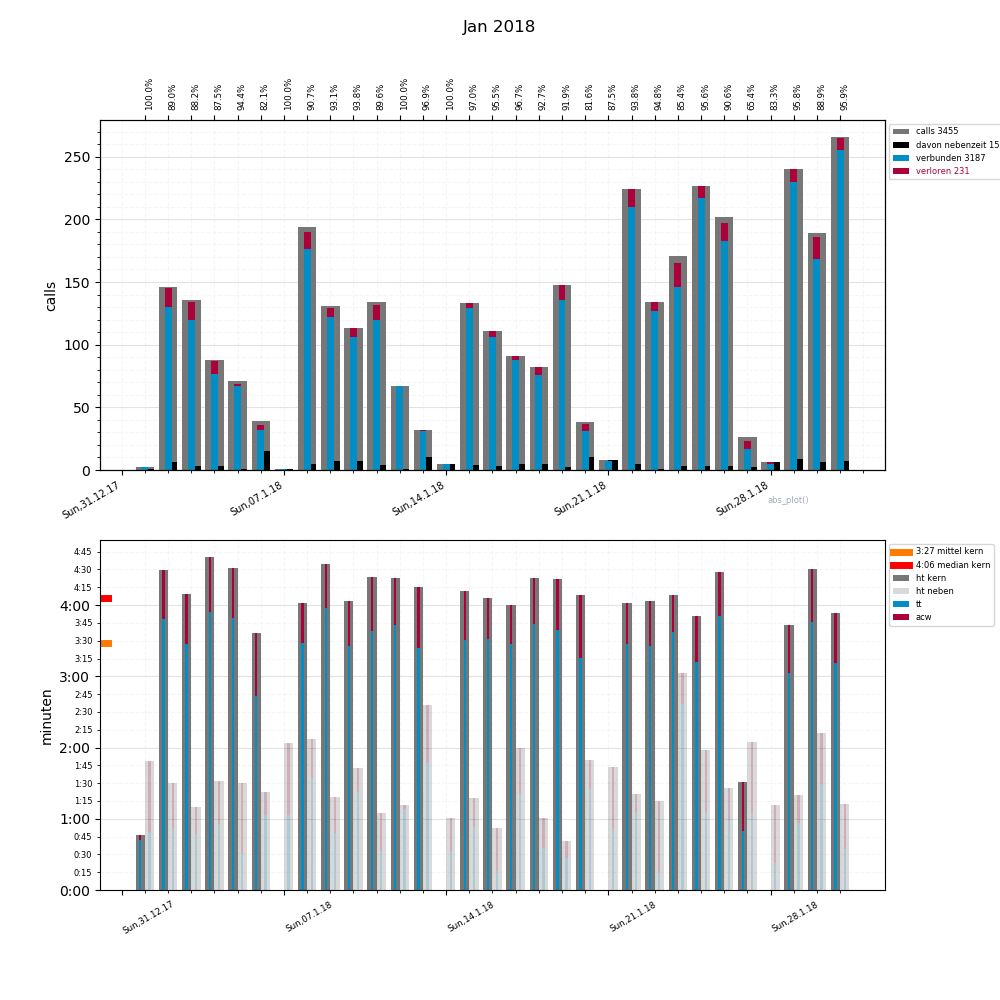 Jan 2018
100.0% 89.0% 88.2% 87.5% 94.4% 82.1% 100.0% 90.7% 93.1% 93.8% 89.6% 100.0% 96.9% 100.0% 97.0% 95.5% 96.7% 92.7% 91.9% 81.6% 87.5% 93.8% 94.8% 85.4% 95.6% 90.6% 65.4% 83.3% 95.8% 88.9% 95.9%
calls 3455
davon nebenzeit 15
verbunden 3187
verloren 231
250
200
150
100
50
0
calls
Sun,31.12.17 Sun,07.1.18 Sun,14.1.18 Sun,21.1.18 Sun,28.1.18
abs_plot()
3:27 mittel kern
4:06 median kern
ht kern
ht neben
tt
acw
4:45
4:30
4:15
4:00
3:45
3:30
3:15
3:00
2:45
2:30
2:15
2:00
1:45
1:30
1:15
1:00
0:45
0:30
0:15
0:00
minuten
Sun,31.12.17 Sun,07.1.18 Sun,14.1.18 Sun,21.1.18 Sun,28.1.18